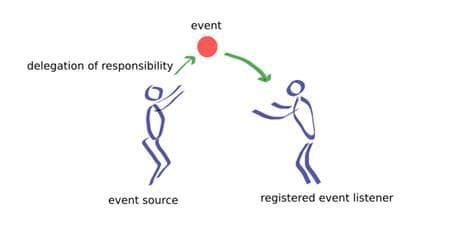 event
delegation of responsibility
event source
registered event listener